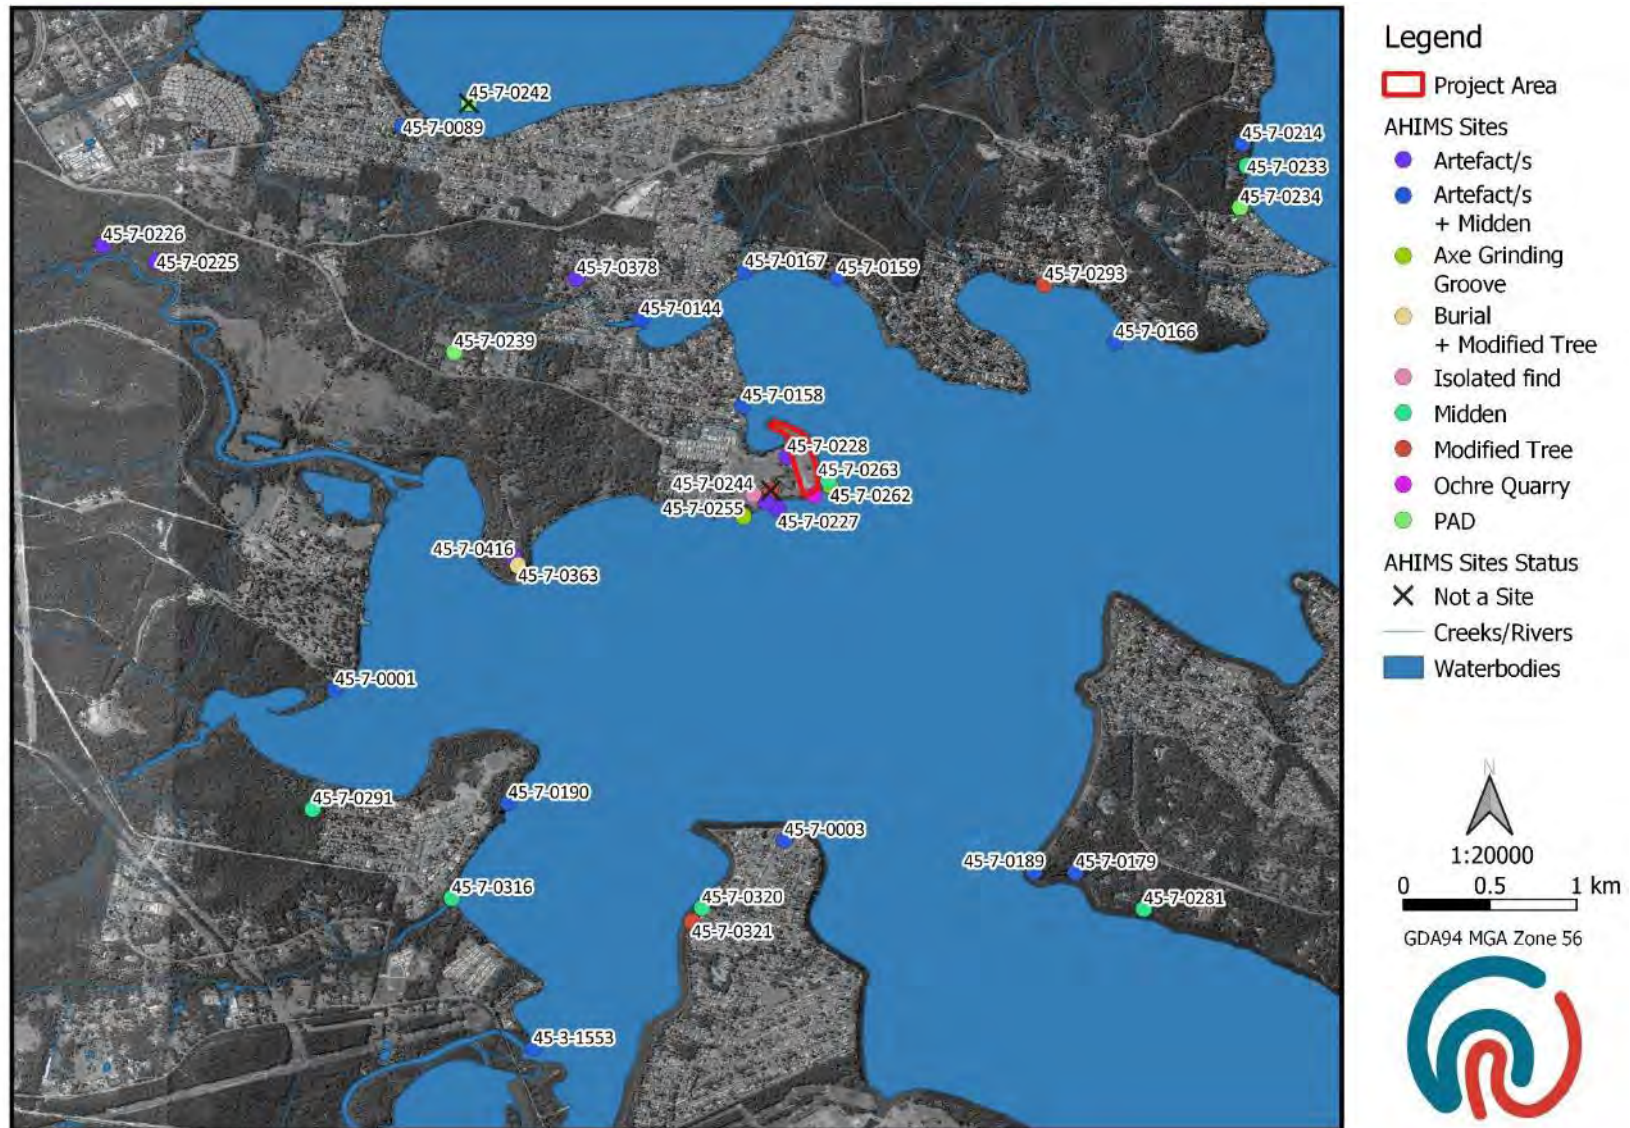 45-7-0242
45-7-0089
45-7-0214
45-7-0233
45-7-0234
45-7-0226
45-7-0225
45-7-0378
45-7-0167
45-7-0159
45-7-0293
45-7-0144
45-7-0166
45-7-0239
45-7-0158
45-7-0228
45-7-0263
45-7-0244
45-7-0262
45-7-0255
45-7-0227
45-7-0416
45-7-0363
45-7-0001
45-7-0291
45-7-0190
45-7-0003
45-7-0189
45-7-0179
45-7-0316
45-7-0320
45-7-0281
45-7-0321
45-3-1553
Legend
Project Area
AHIMS Sites
Artefact/s
Artefact/s
+ Midden
Axe Grinding
Groove
Burial
+ Modified Tree
Isolated find
Midden
Modified Tree
Ochre Quarry
PAD
AHIMS Sites Status
Not a Site
Creeks/Rivers
Waterbodies
N
1:20000
0 0.5 1 km
GDA94 MGA Zone 56